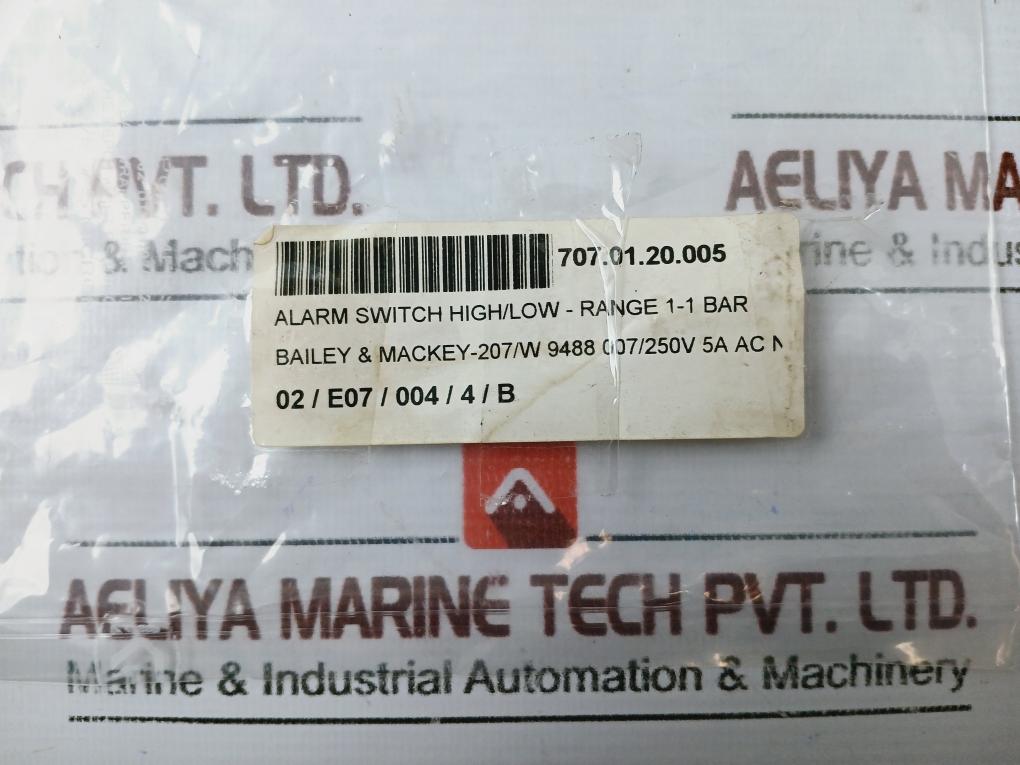 CH PVT. LTD.
AELIYA MA
tion & Mach
rine & Indus
707.01.20.005
ALARM SWITCH HIGH/LOW - RANGE 1-1 BAR
BAILEY & MACKEY-207/W 9488 007/250V 5A AC N
02 / E07 / 004 / 4 / B
AELIYA MARINE TECH PVT. LTD.
Marine & Industrial Automation & Machinery